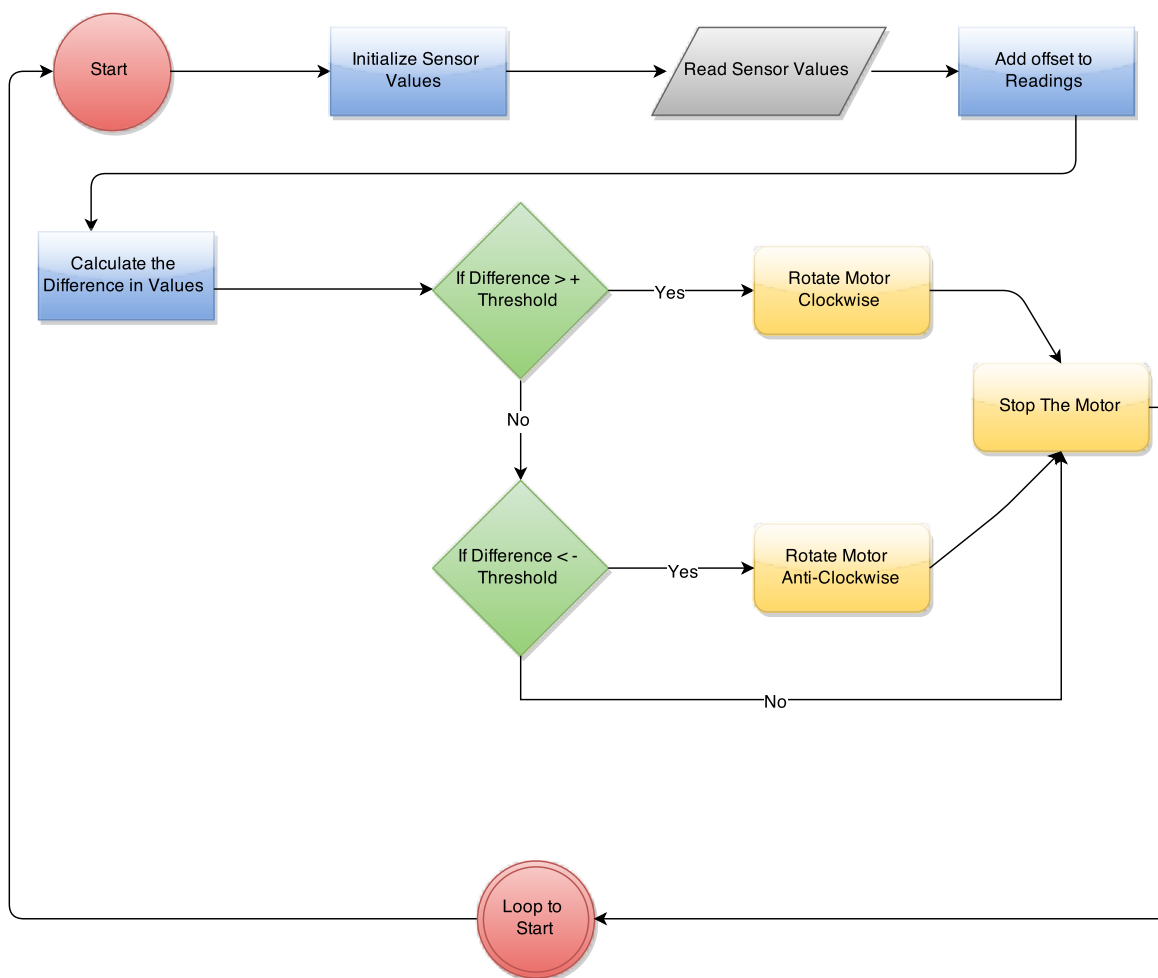 Start
Initialize Sensor
Values
Read Sensor Values
Add offset to
Readings
Calculate the
Difference in Values
If Difference > +
Threshold
Yes
Rotate Motor
Clockwise
Stop The Motor
No
If Difference < -
Threshold
Yes
Rotate Motor
Anti-Clockwise
No
Loop to
Start